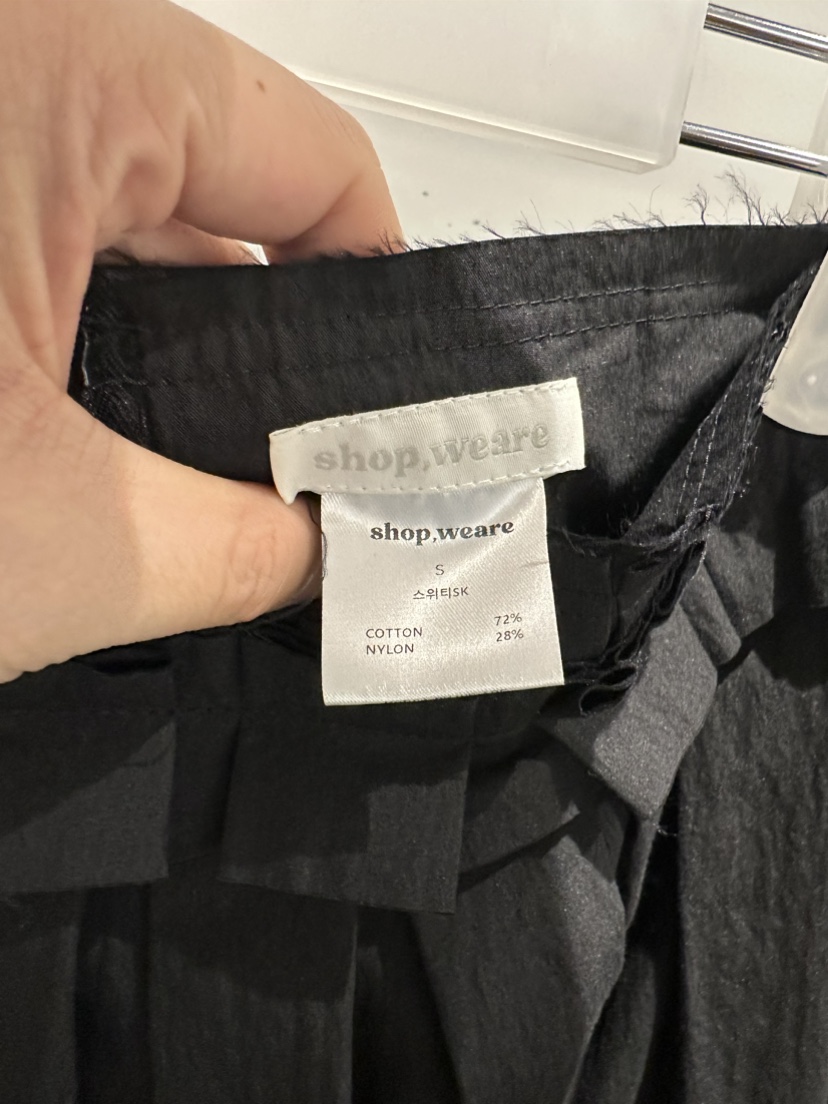 shop,weare
shop,weare
S
스위티SK
COTTON 72%
NYLON 28%